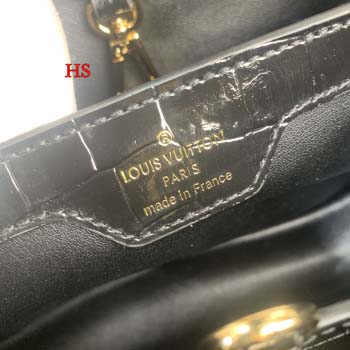 HS
®
LOUIS VUITTON
PARIS
made in France